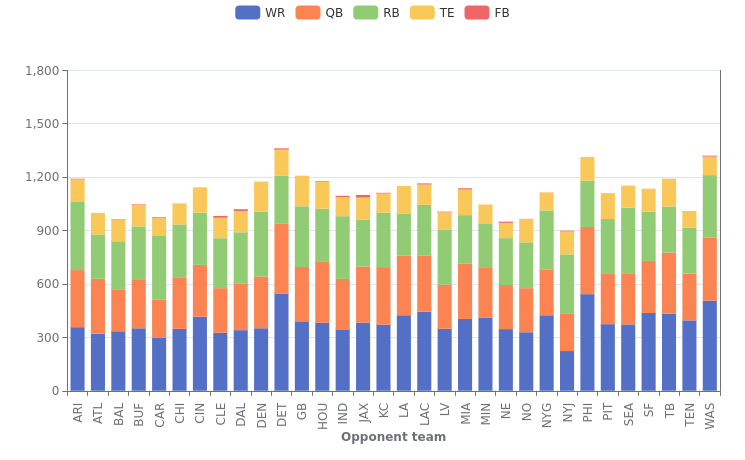 WR QB RB TE FB
1,800
1,500
1,200
900
600
300
0
ARI ATL BAL BUF CAR CHI CIN CLE DAL DEN DET GB HOU IND JAX KC LA LAC LV MIA MIN NE NO NYG NYJ PHI PIT SEA SF TB TEN WAS
Opponent team